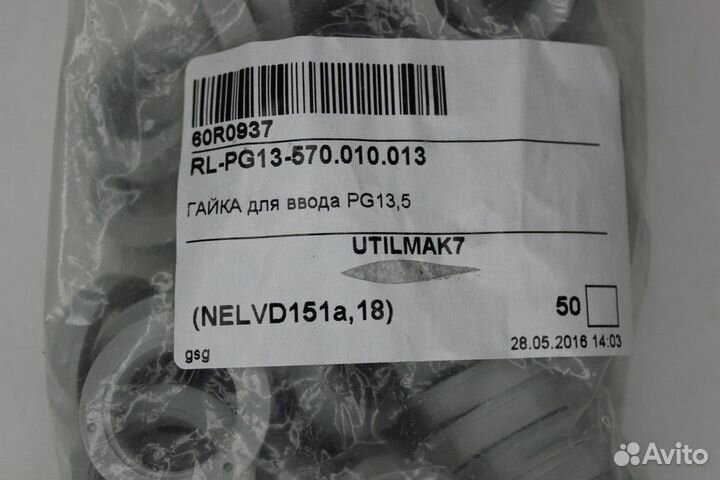 60R0937
RL-PG13-570.010.013
ГАЙКА для ввода PG13,5
UTILMAK7
(NELVD151a,18)
50
gsg
28.05.2016 14:03
Avito